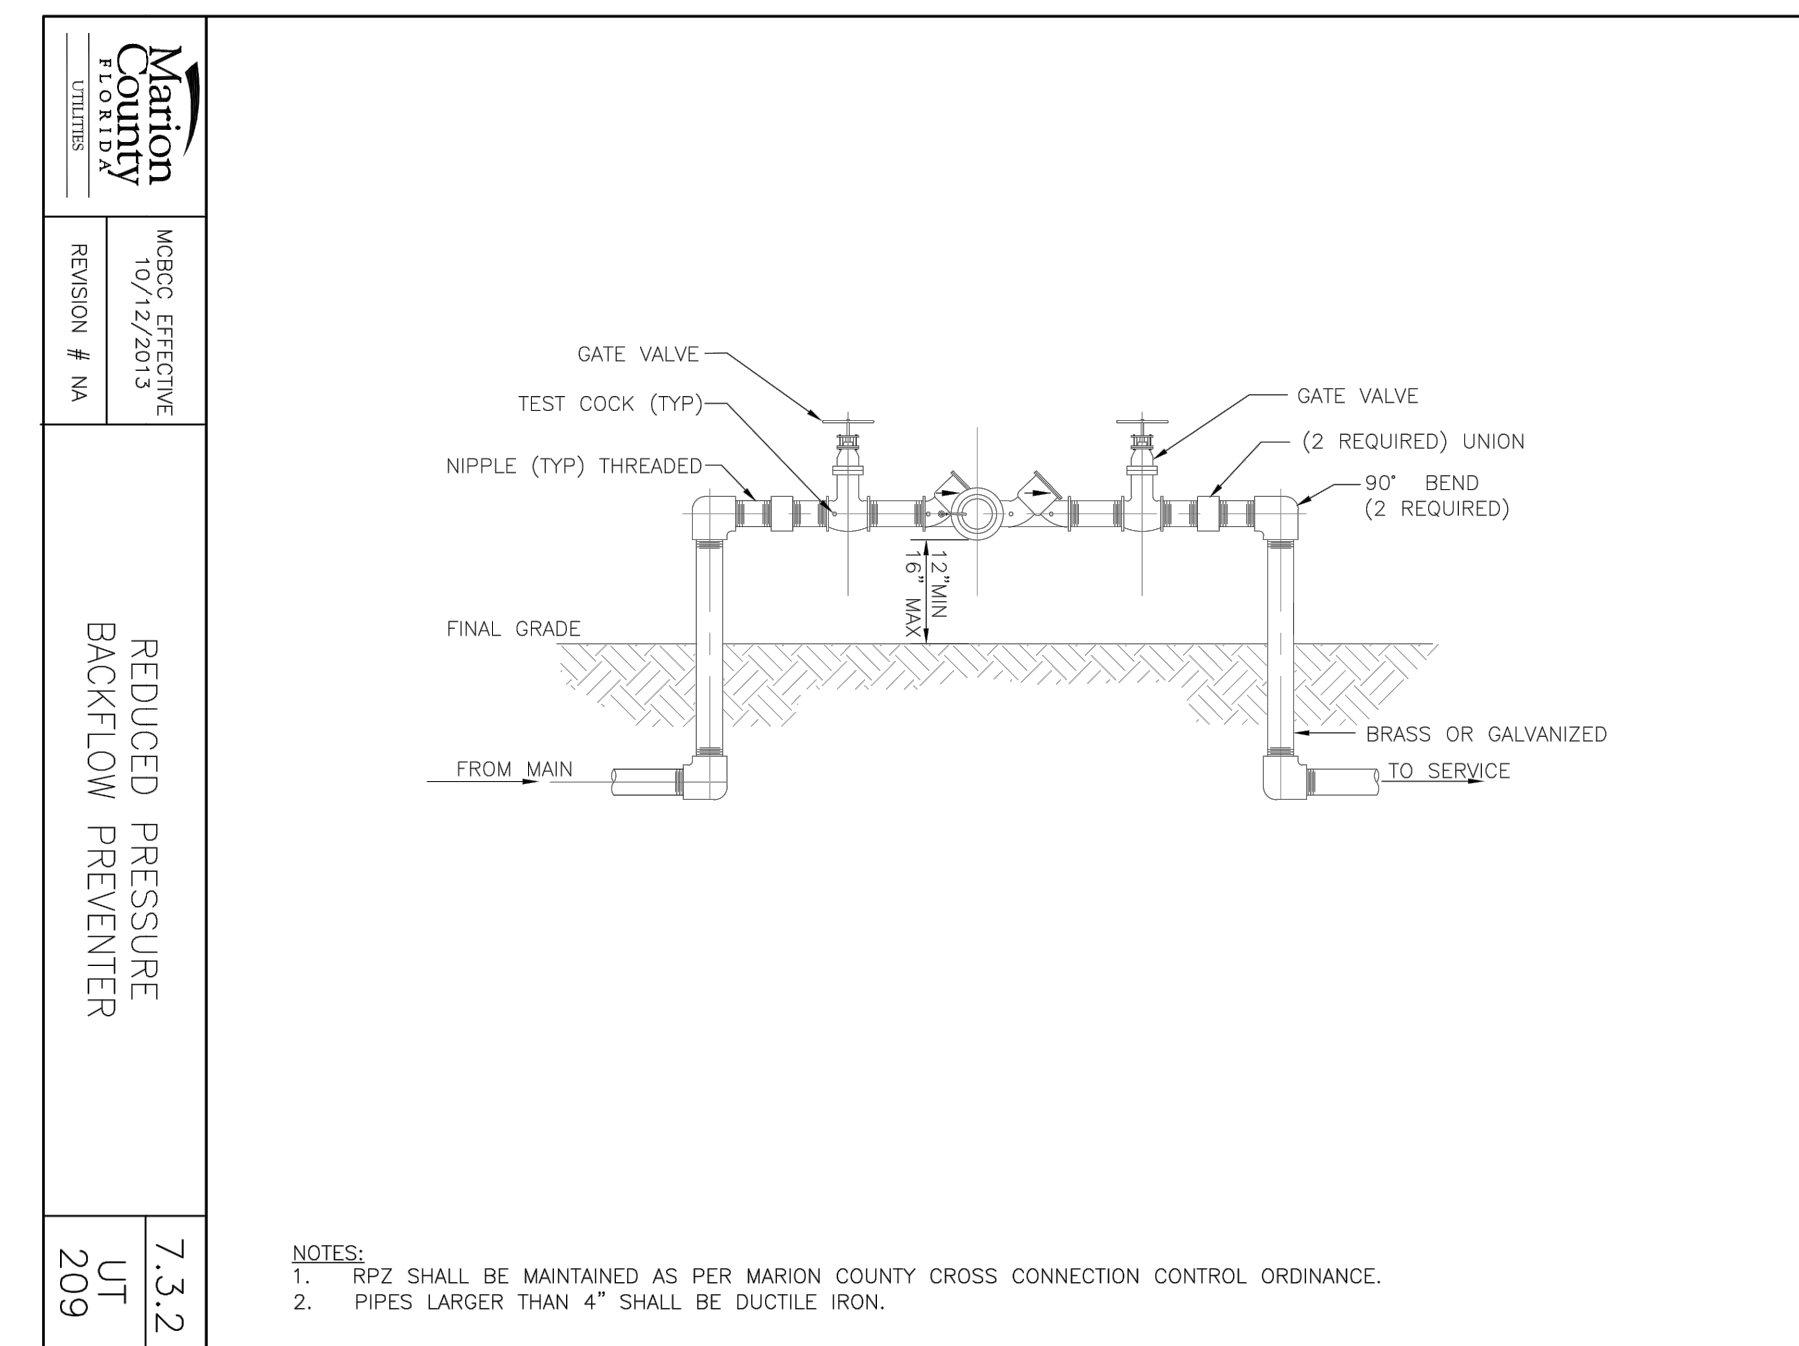 Marion
County
FLORIDA
UTILITIES
MCBCC EFFECTIVE
10/12/2013
REVISION # NA
REDUCED PRESSURE
BACKFLOW PREVENTER
7.3.2
UT
209
GATE VALVE
TEST COCK (TYP)
NIPPLE (TYP) THREADED
GATE VALVE
(2 REQUIRED) UNION
90° BEND
(2 REQUIRED)
12"MIN
16" MAX
FINAL GRADE
BRASS OR GALVANIZED
FROM MAIN
TO SERVICE
NOTES:
1. RPZ SHALL BE MAINTAINED AS PER MARION COUNTY CROSS CONNECTION CONTROL ORDINANCE.
2. PIPES LARGER THAN 4" SHALL BE DUCTILE IRON.